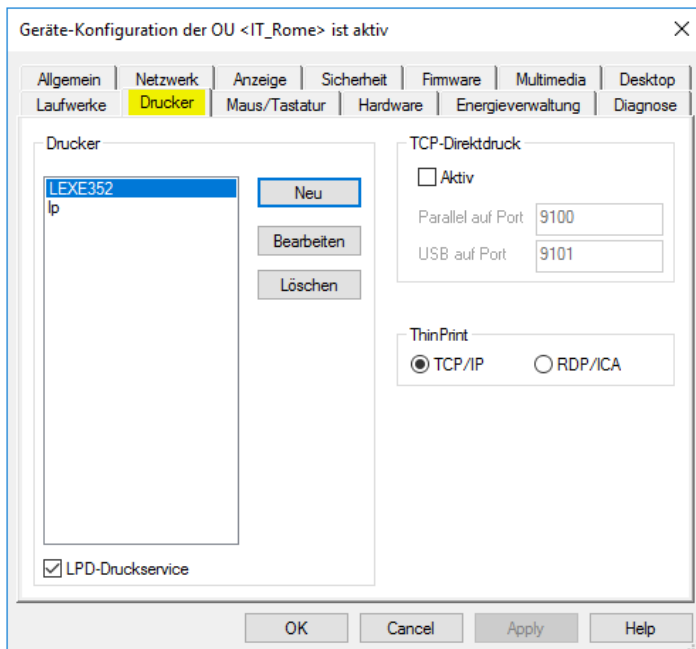 Geräte-Konfiguration der OU <IT_Rome> ist aktiv
Allgemein Netzwerk Anzeige Sicherheit Firmware Multimedia Desktop
Laufwerke Drucker Maus/Tastatur Hardware Energieverwaltung Diagnose
Drucker
LEXE352
lp
Neu
Bearbeiten
Löschen
LPD-Druckservice
TCP-Direktdruck
Aktiv
Parallel auf Port 9100
USB auf Port 9101
ThinPrint
TCP/IP RDP/ICA
OK Cancel Apply Help